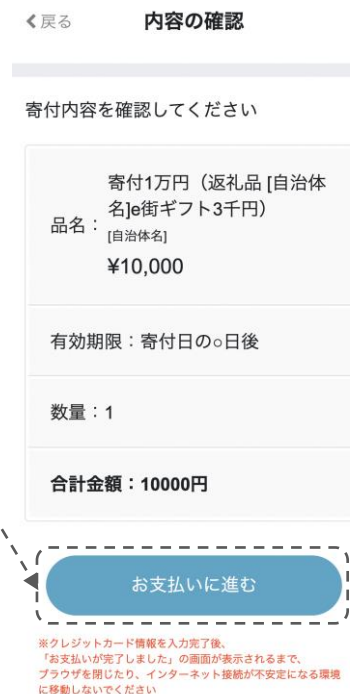 戻る 内容の確認
寄付内容を確認してください
寄付1万円（返礼品 [自治体
名]e街ギフト3千円）
品名：
[自治体名]
¥10,000
有効期限：寄付日の○日後
数量：1
合計金額：10000円
お支払いに進む
※クレジットカード情報を入力完了後、
「お支払いが完了しました」の画面が表示されるまで、
ブラウザを閉じたり、インターネット接続が不安定になる環境
に移動しないでください